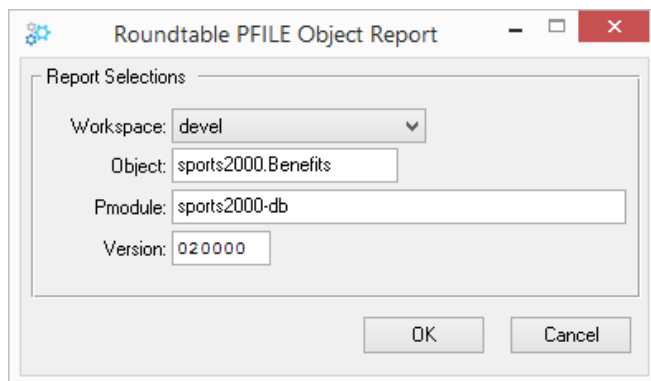 Roundtable PFILE Object Report
Report Selections
Workspace: devel
Object: sports2000.Benefits
Pmodule: sports2000-db
Version: 020000
OK Cancel